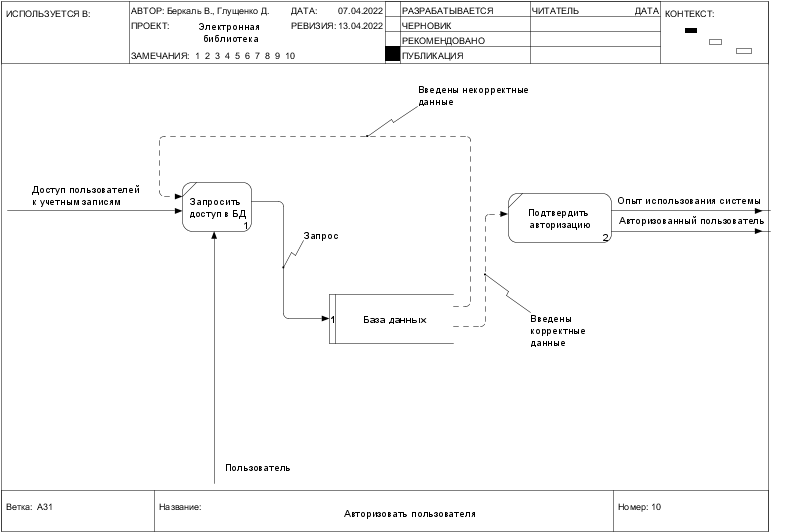 ИСПОЛЬЗУЕТСЯ В:
АВТОР: Беркаль В., Глущенко Д.
ДАТА: 07.04.2022
ПРОЕКТ: Электронная
библиотека
РЕВИЗИЯ: 13.04.2022
ЗАМЕЧАНИЯ: 1 2 3 4 5 6 7 8 9 10
РАЗРАБАТЫВАЕТСЯ
ЧЕРНОВИК
РЕКОМЕНДОВАНО
ПУБЛИКАЦИЯ
ЧИТАТЕЛЬ ДАТА
КОНТЕКСТ:
Введены некорректные
данные
Доступ пользователей
к учетным записям
Запросить
доступ в БД
1
Запрос
1 База данных
Подтвердить
авторизацию
2
Опыт использования системы
Авторизованный пользователь
Введены
корректные
данные
Пользователь
Ветка: A31
Название:
Авторизовать пользователя
Номер: 10